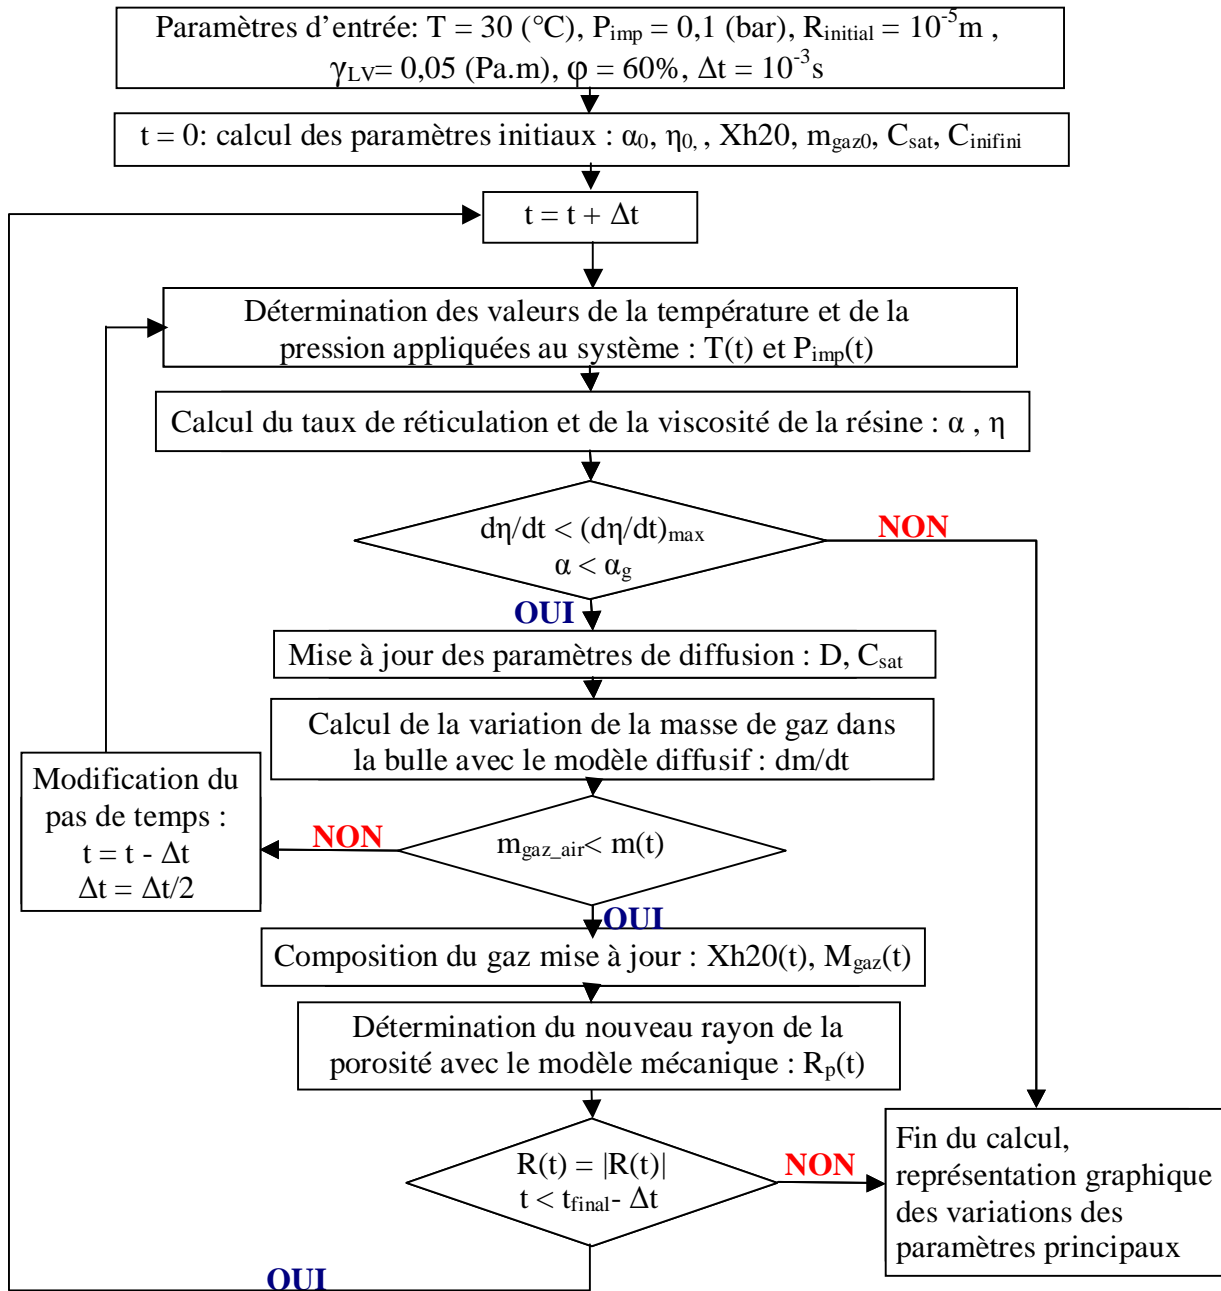 Paramètres d’entrée: T = 30 (°C), Pimp = 0,1 (bar), Rinitial = 10⁻⁵m ,
γLV= 0,05 (Pa.m), φ = 60%, Δt = 10⁻³s
t = 0: calcul des paramètres initiaux : α₀, η₀, , Xh20, mgaz0, Csat, Cinifini
t = t + Δt
Détermination des valeurs de la température et de la
pression appliquées au système : T(t) et Pimp(t)
Calcul du taux de réticulation et de la viscosité de la résine : α , η
dη/dt < (dη/dt)max
α < αg
NON
OUI
Mise à jour des paramètres de diffusion : D, Csat
Calcul de la variation de la masse de gaz dans
la bulle avec le modèle diffusif : dm/dt
Modification du
pas de temps :
t = t - Δt
Δt = Δt/2
NON
mgaz_air< m(t)
OUI
Composition du gaz mise à jour : Xh20(t), Mgaz(t)
Détermination du nouveau rayon de la
porosité avec le modèle mécanique : Rp(t)
R(t) = |R(t)|
t < tfinal- Δt
NON
OUI
Fin du calcul,
représentation graphique
des variations des
paramètres principaux